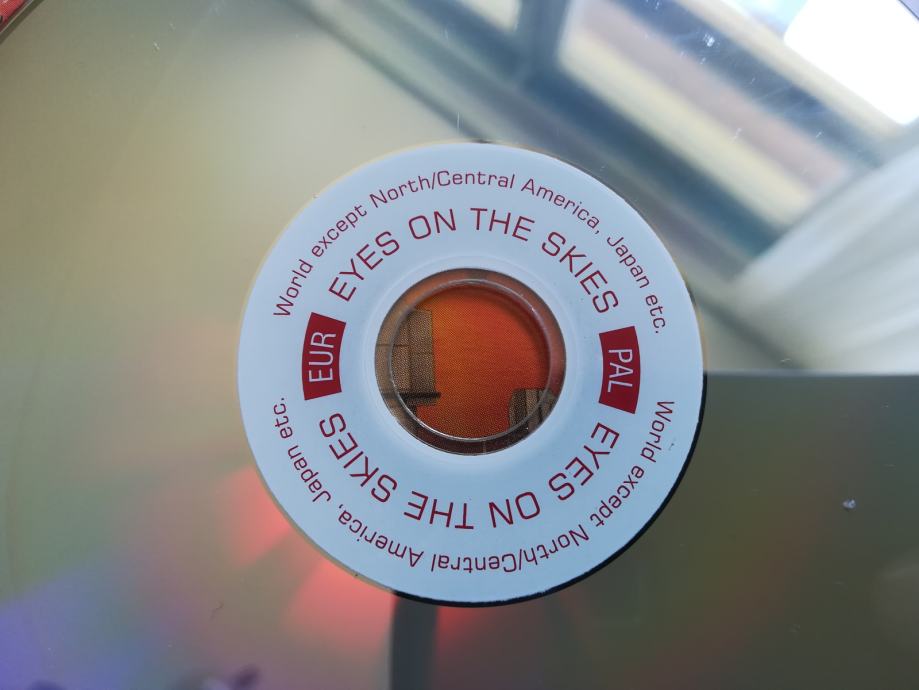 World except North/Central America, Japan etc.
EYES ON THE SKIES
EUR
PAL
EYES ON THE SKIES
World except North/Central America, Japan etc.